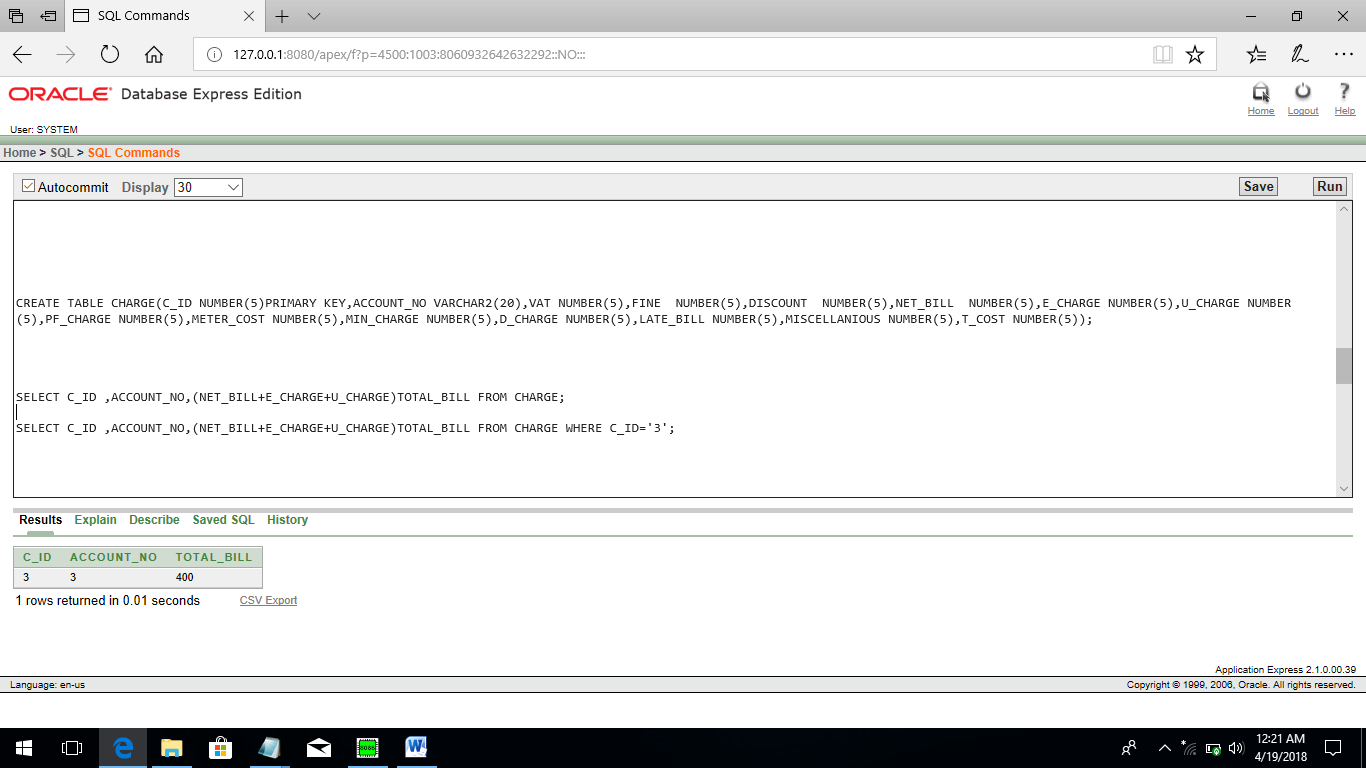 SQL Commands
127.0.0.1:8080/apex/f?p=4500:1003:8060932642632292::NO:::
ORACLE Database Express Edition
Home Logout Help
User: SYSTEM
Home > SQL > SQL Commands
Autocommit Display 30 Save Run
CREATE TABLE CHARGE(C_ID NUMBER(5)PRIMARY KEY,ACCOUNT_NO VARCHAR2(20),VAT NUMBER(5),FINE  NUMBER(5),DISCOUNT  NUMBER(5),NET_BILL  NUMBER(5),E_CHARGE NUMBER(5),U_CHARGE NUMBER
(5),PF_CHARGE NUMBER(5),METER_COST NUMBER(5),MIN_CHARGE NUMBER(5),D_CHARGE NUMBER(5),LATE_BILL NUMBER(5),MISCELLANIOUS NUMBER(5),T_COST NUMBER(5));
SELECT C_ID ,ACCOUNT_NO,(NET_BILL+E_CHARGE+U_CHARGE)TOTAL_BILL FROM CHARGE;
SELECT C_ID ,ACCOUNT_NO,(NET_BILL+E_CHARGE+U_CHARGE)TOTAL_BILL FROM CHARGE WHERE C_ID='3';
Results Explain Describe Saved SQL History
C_ID ACCOUNT_NO TOTAL_BILL
3 3 400
1 rows returned in 0.01 seconds CSV Export
Application Express 2.1.0.00.39
Language: en-us Copyright © 1999, 2006, Oracle. All rights reserved.
8086
12:21 AM
4/19/2018